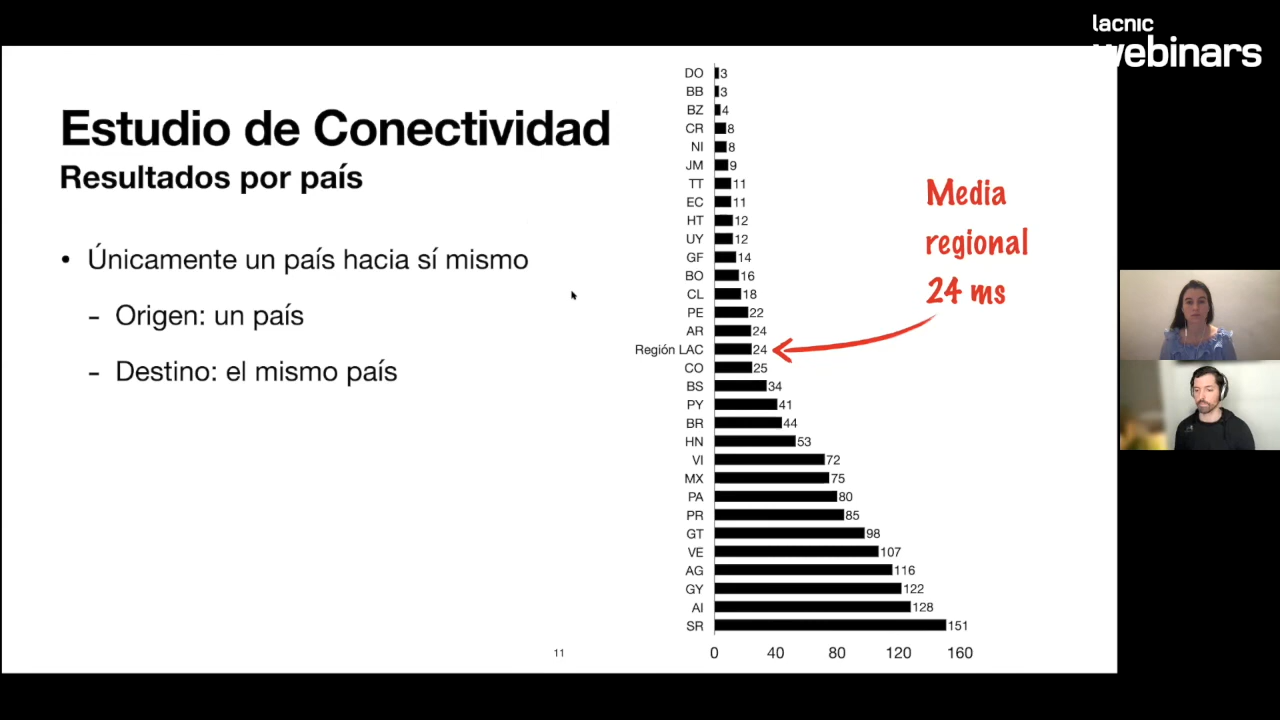 lacnic
webinars
Estudio de Conectividad
Resultados por país
• Únicamente un país hacia sí mismo
- Origen: un país
- Destino: el mismo país
DO 3
BB 3
BZ 4
CR 8
NI 8
JM 9
TT 11
EC 11
HT 12
UY 12
GF 14
BO 16
CL 18
PE 22
AR 24
Región LAC 24
CO 25
BS 34
PY 41
BR 44
HN 53
VI 72
MX 75
PA 80
PR 85
GT 98
VE 107
AG 116
GY 122
AI 128
SR 151
0 40 80 120 160
Media
regional
24 ms
11